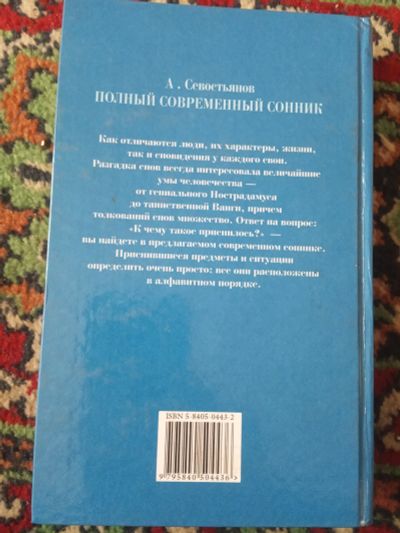 А. Севостьянов
ПОЛНЫЙ СОВРЕМЕННЫЙ СОННИК
Как отличаются люди, их характеры, жизни,
так и сновидения у каждого свои.
Разгадка снов всегда интересовала величайшие
умы человечества —
от гениального Нострадамуса
до таинственной Ванги, причем
толкований снов множество. Ответ на вопрос:
«К чему такое приснилось?» —
вы найдете в предлагаемом современном соннике.
Приснившиеся предметы и ситуации
определить очень просто: все они расположены
в алфавитном порядке.
ISBN 5-8405-0443-2
9 795840 504436